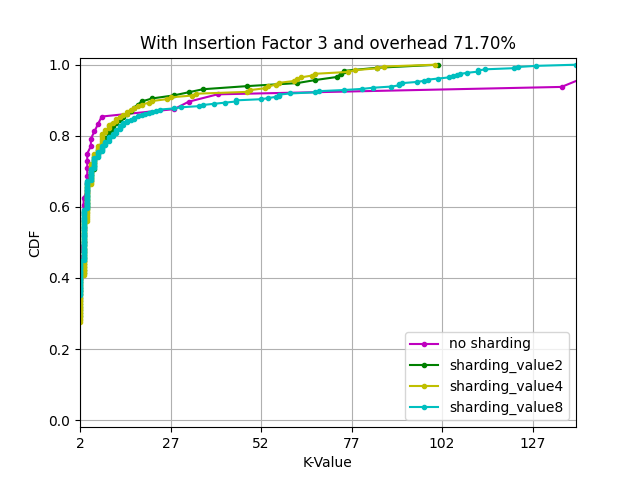 With Insertion Factor 3 and overhead 71.70%
1.0
0.8
0.6
0.4
0.2
0.0
CDF
2 27 52 77 102 127
K-Value
no sharding
sharding_value2
sharding_value4
sharding_value8